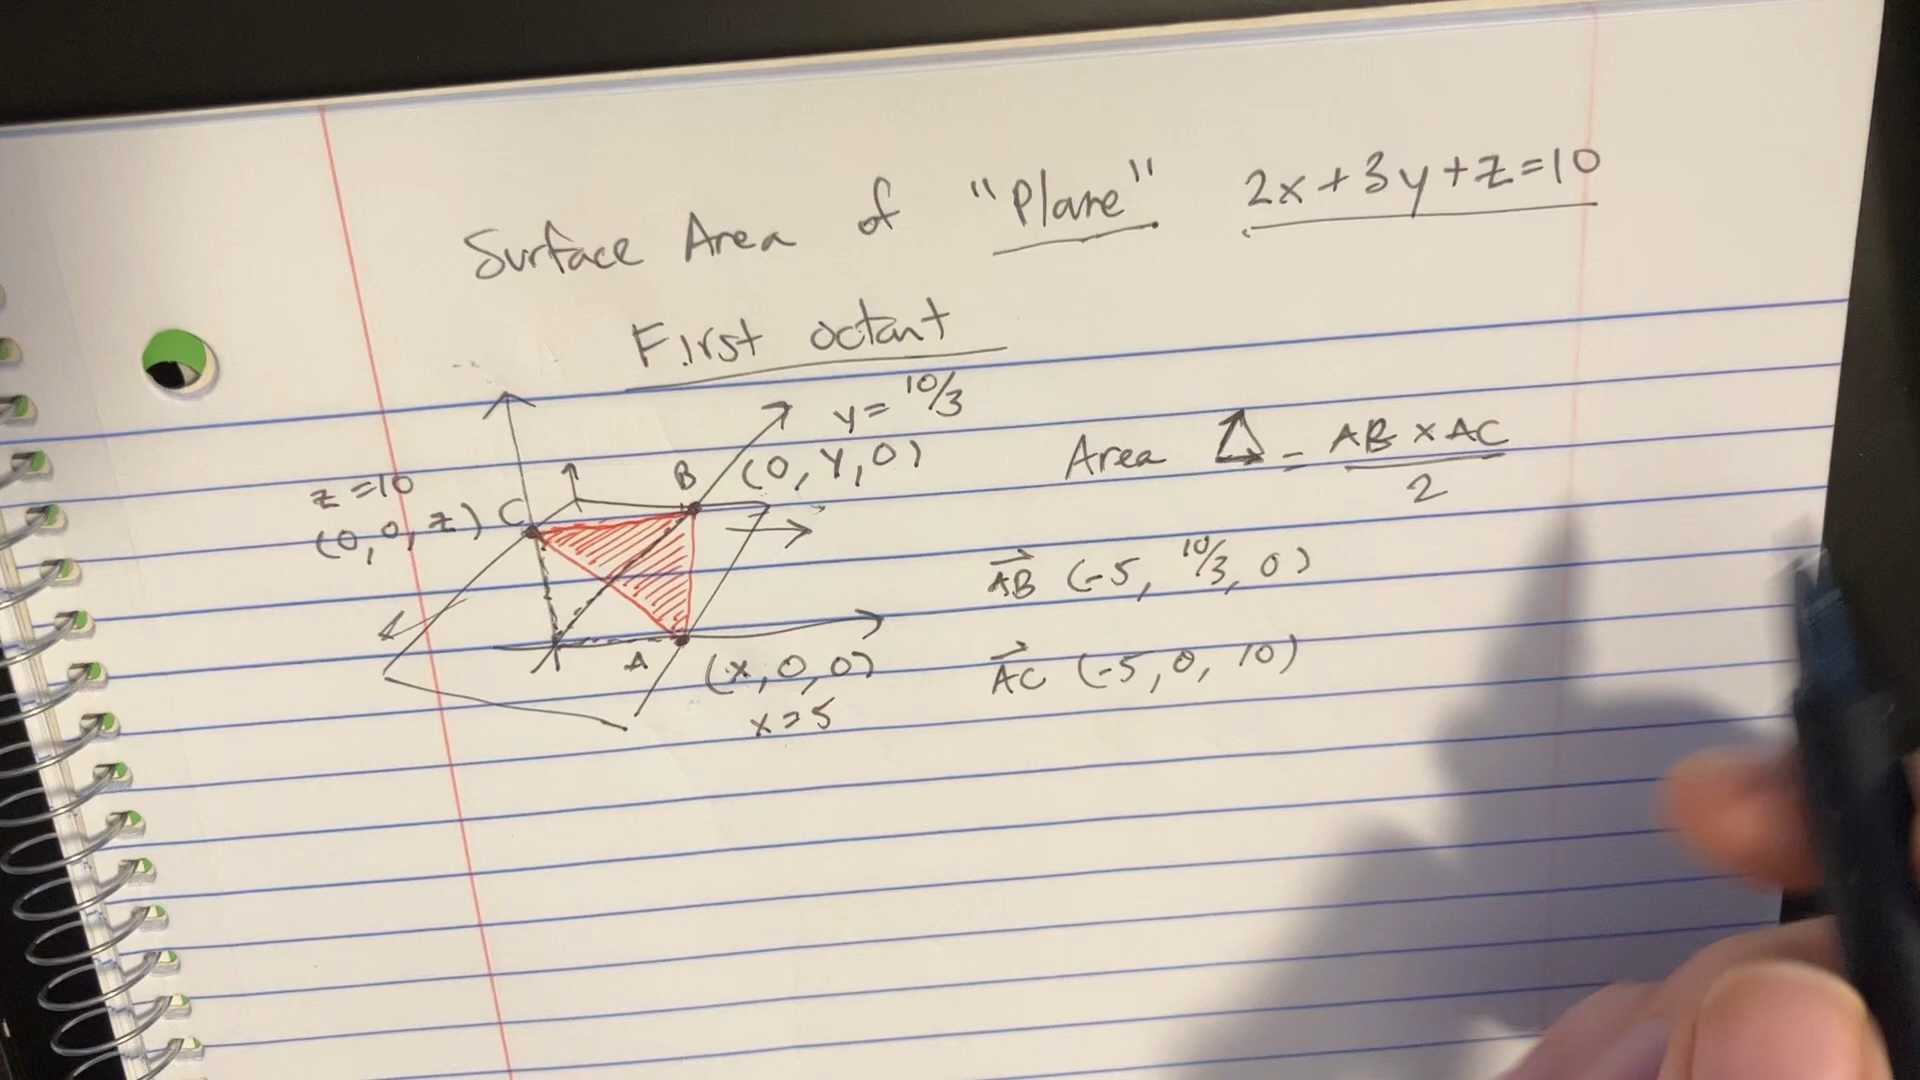 Surface Area of "Plane" 2x+3y+z=10
First octant
y= 10/3
(0, Y, 0)
B
z=10
(0, 0, z) C
A (x, 0, 0)
x=5
Area = AB × AC
2
AB (-5, 10/3, 0)
AC (-5, 0, 10)